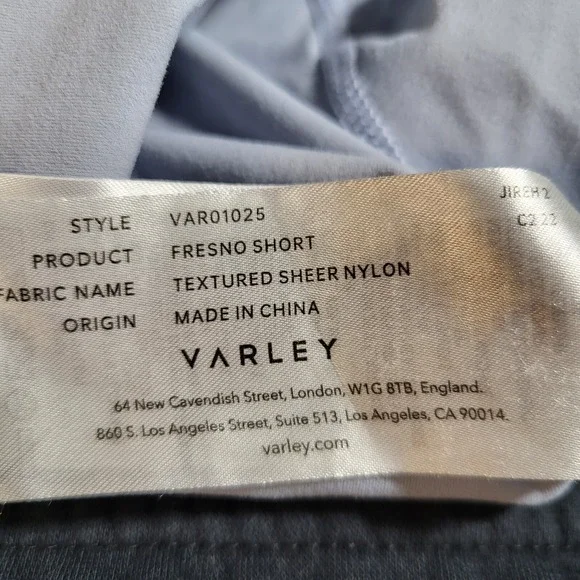 JIREH 2
C2 22
STYLE VAR01025
PRODUCT FRESNO SHORT
FABRIC NAME TEXTURED SHEER NYLON
ORIGIN MADE IN CHINA
VARLEY
64 New Cavendish Street, London, W1G 8TB, England.
860 S. Los Angeles Street, Suite 513, Los Angeles, CA 90014.
varley.com